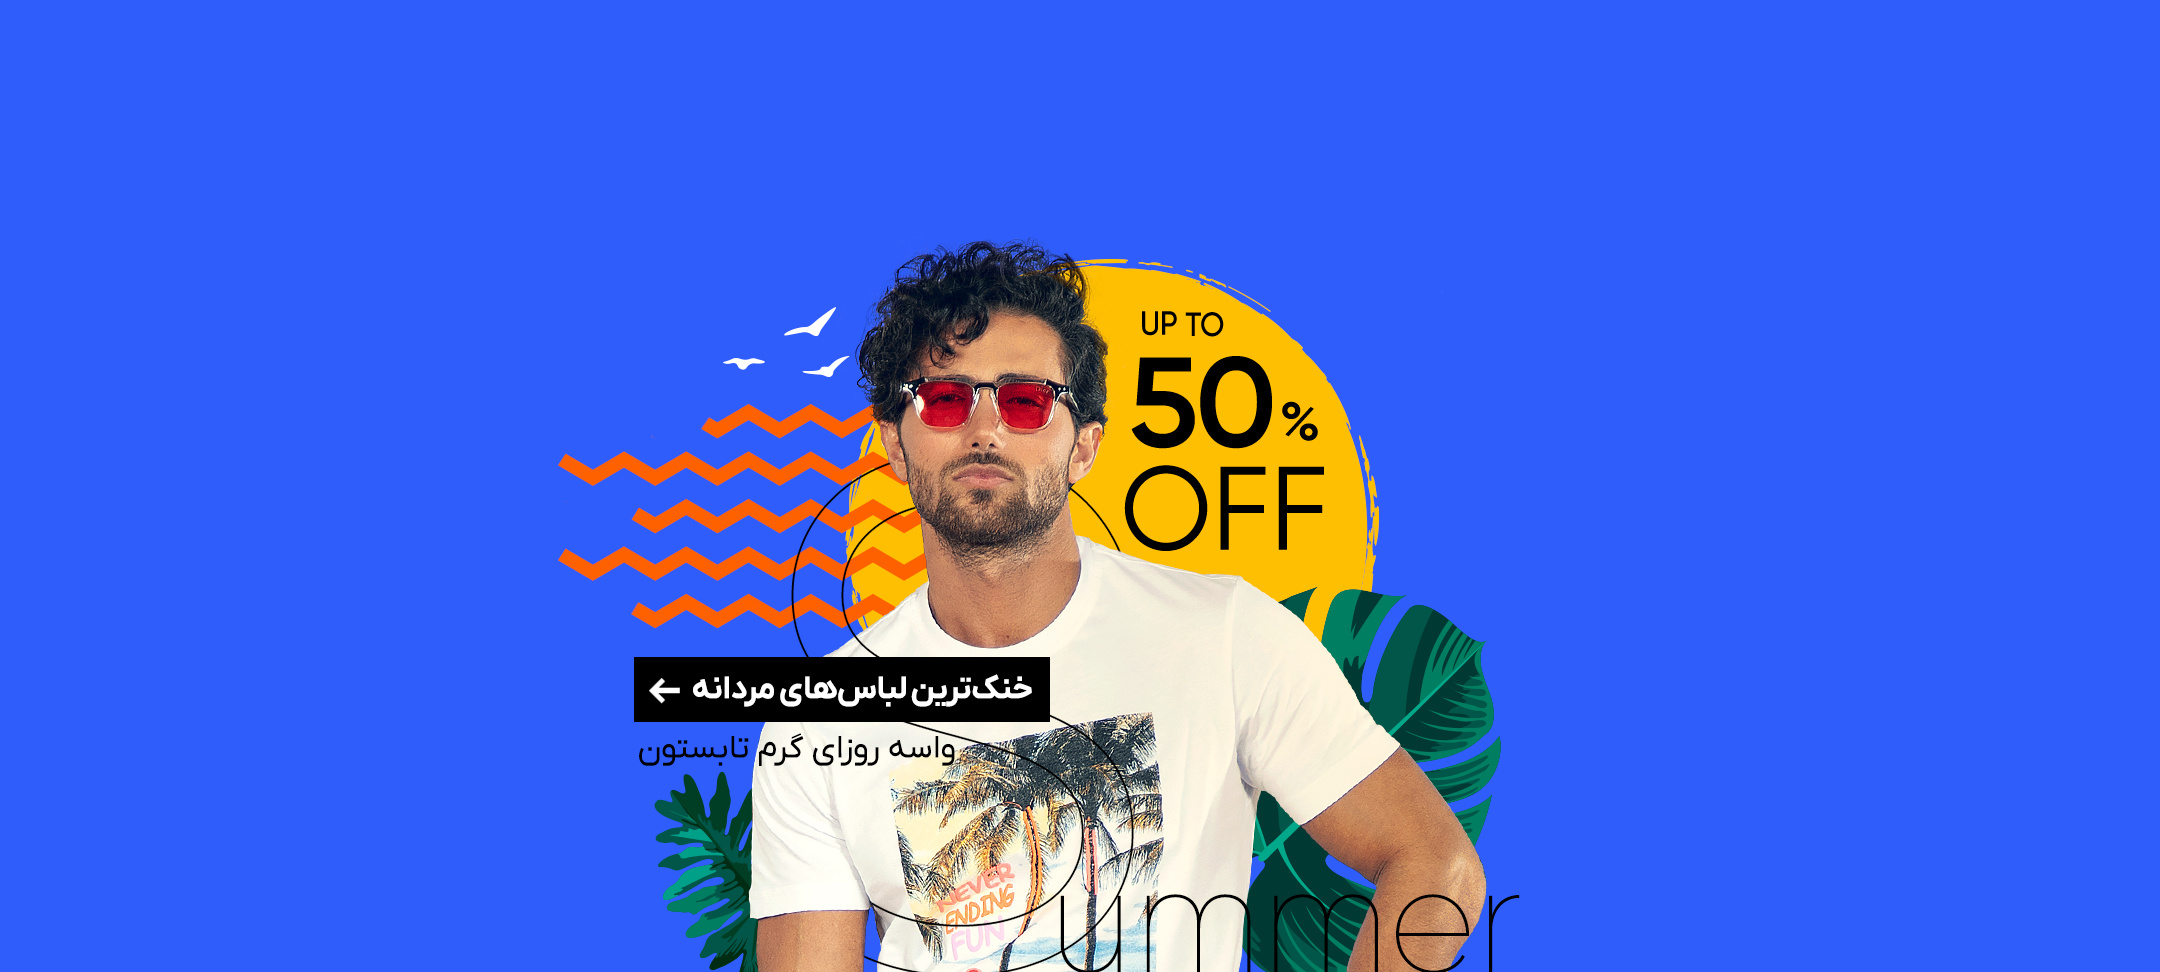 UP TO
50%
OFF
خنک‌ترین لباس‌های مردانه
واسه روزای گرم تابستون
NEVER
ENDING
FUN
Summer